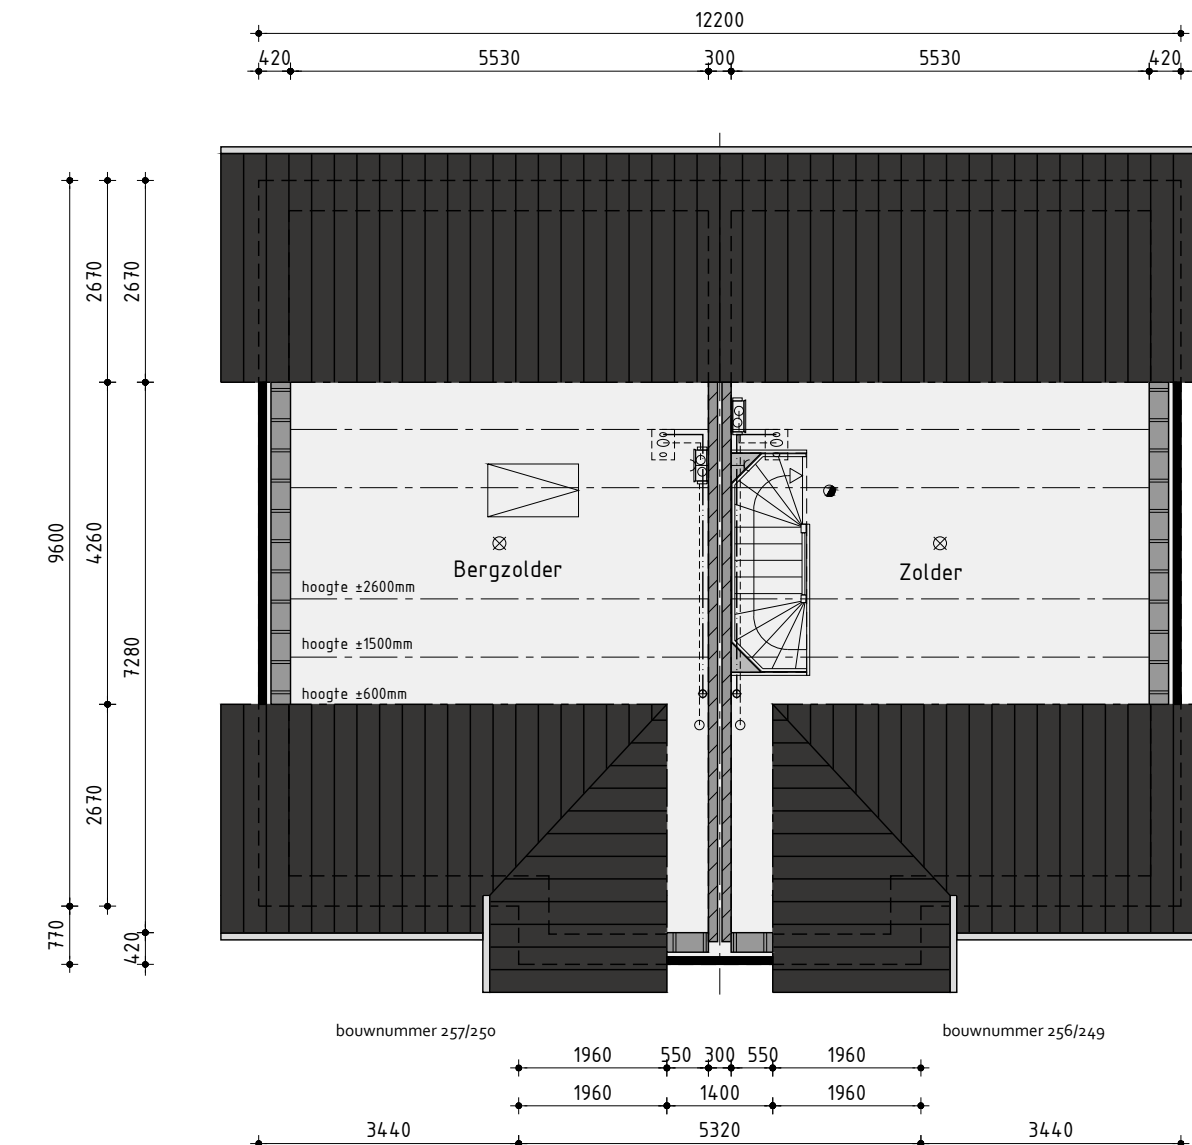 12200
420 5530 300 5530 420
2670
2670
9600
4260
7280
2670
770
420
Bergzolder
Zolder
hoogte ±2600mm
hoogte ±1500mm
hoogte ±600mm
bouwnummer 257/250
bouwnummer 256/249
1960 550 300 550 1960
1960 1400 1960
3440 5320 3440